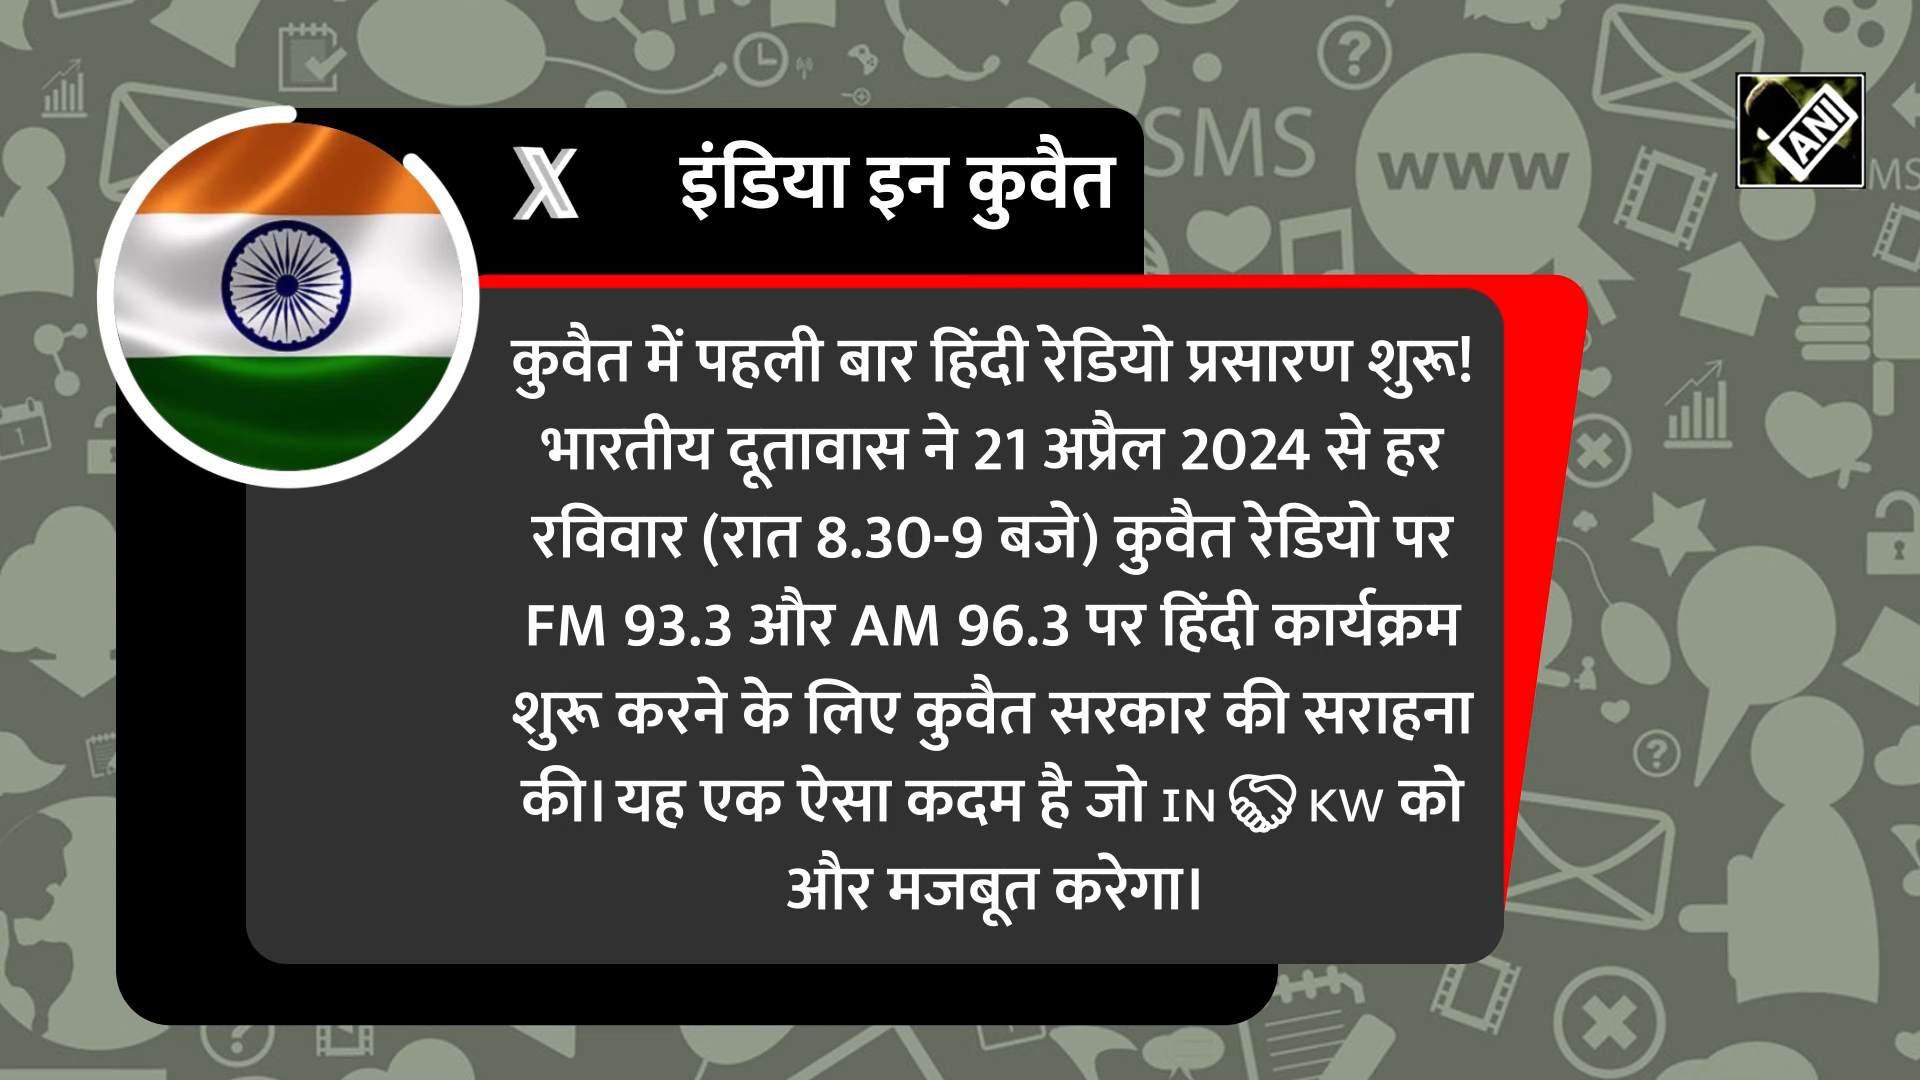 SMS
www
ANI
MS
X इंडिया इन कुवैत
कुवैत में पहली बार हिंदी रेडियो प्रसारण शुरू!
भारतीय दूतावास ने 21 अप्रैल 2024 से हर
रविवार (रात 8.30-9 बजे) कुवैत रेडियो पर
FM 93.3 और AM 96.3 पर हिंदी कार्यक्रम
शुरू करने के लिए कुवैत सरकार की सराहना
की। यह एक ऐसा कदम है जो IN🤝KW को
और मजबूत करेगा।